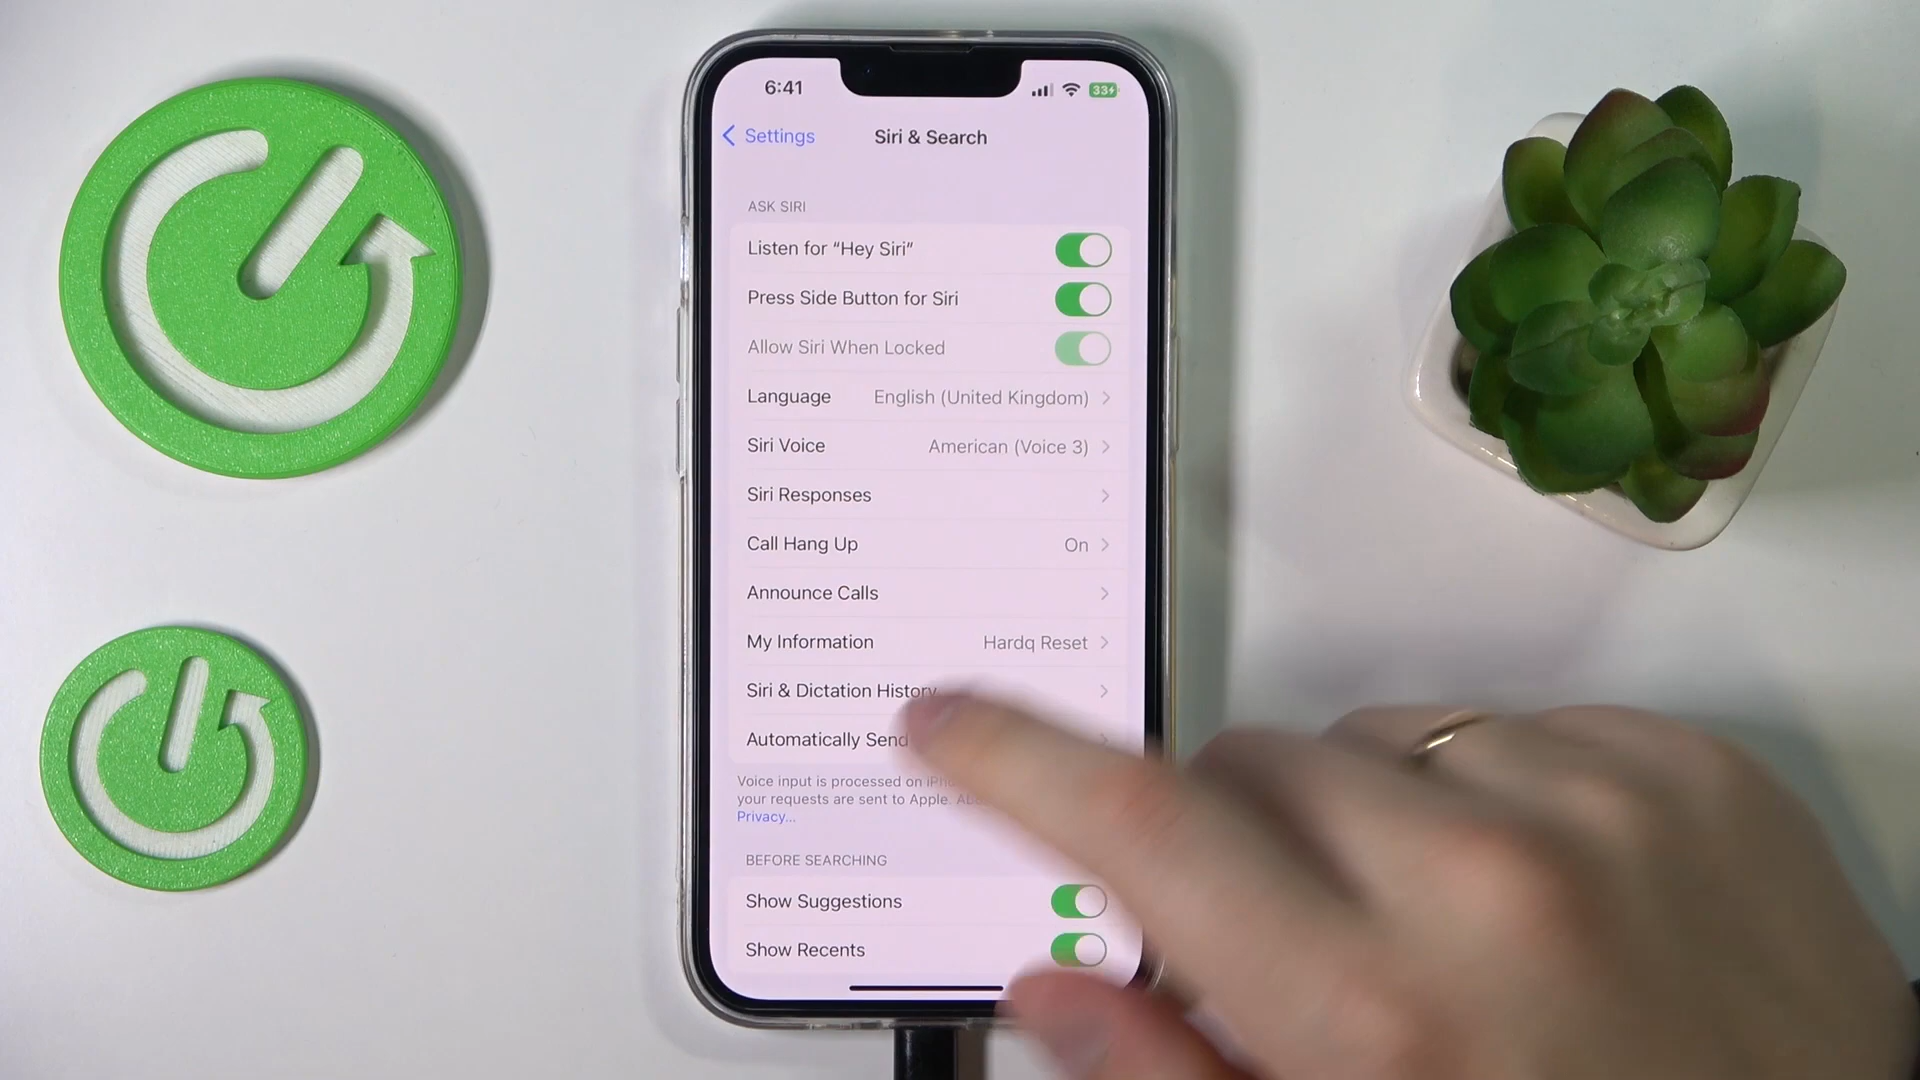 6:41
33
Settings
Siri & Search
ASK SIRI
Listen for “Hey Siri”
Press Side Button for Siri
Allow Siri When Locked
Language English (United Kingdom)
Siri Voice American (Voice 3)
Siri Responses
Call Hang Up On
Announce Calls
My Information Hardq Reset
Siri & Dictation History
Automatically Send
Voice input is processed on
your requests are sent to Apple.
Privacy...
BEFORE SEARCHING
Show Suggestions
Show Recents